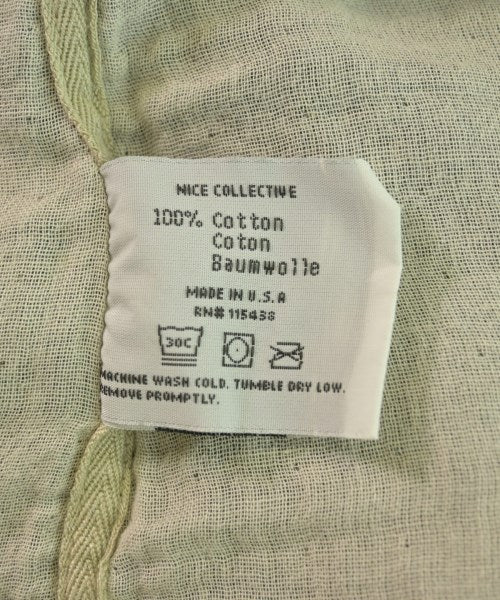 NICE COLLECTIVE
100% Cotton
Coton
Baumwolle
MADE IN U.S.A
RN# 115438
30C
MACHINE WASH COLD. TUMBLE DRY LOW.
REMOVE PROMPTLY.